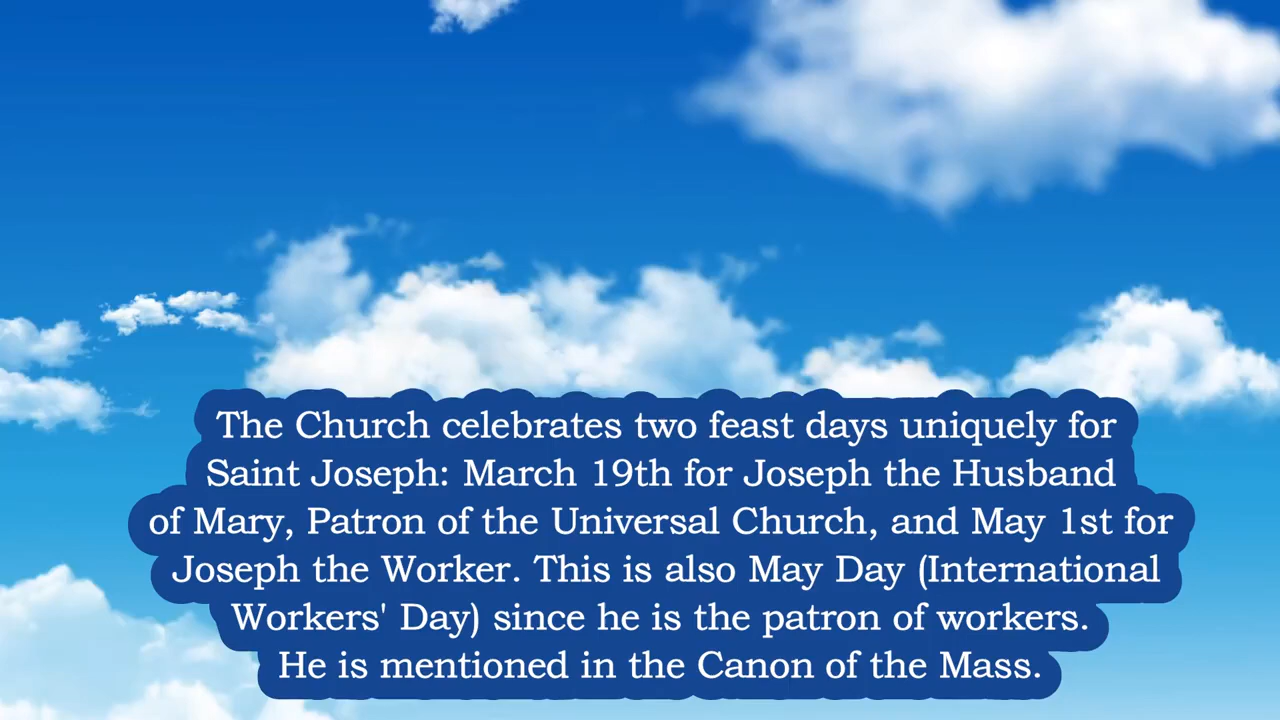 The Church celebrates two feast days uniquely for
Saint Joseph: March 19th for Joseph the Husband
of Mary, Patron of the Universal Church, and May 1st for
Joseph the Worker. This is also May Day (International
Workers' Day) since he is the patron of workers.
He is mentioned in the Canon of the Mass.